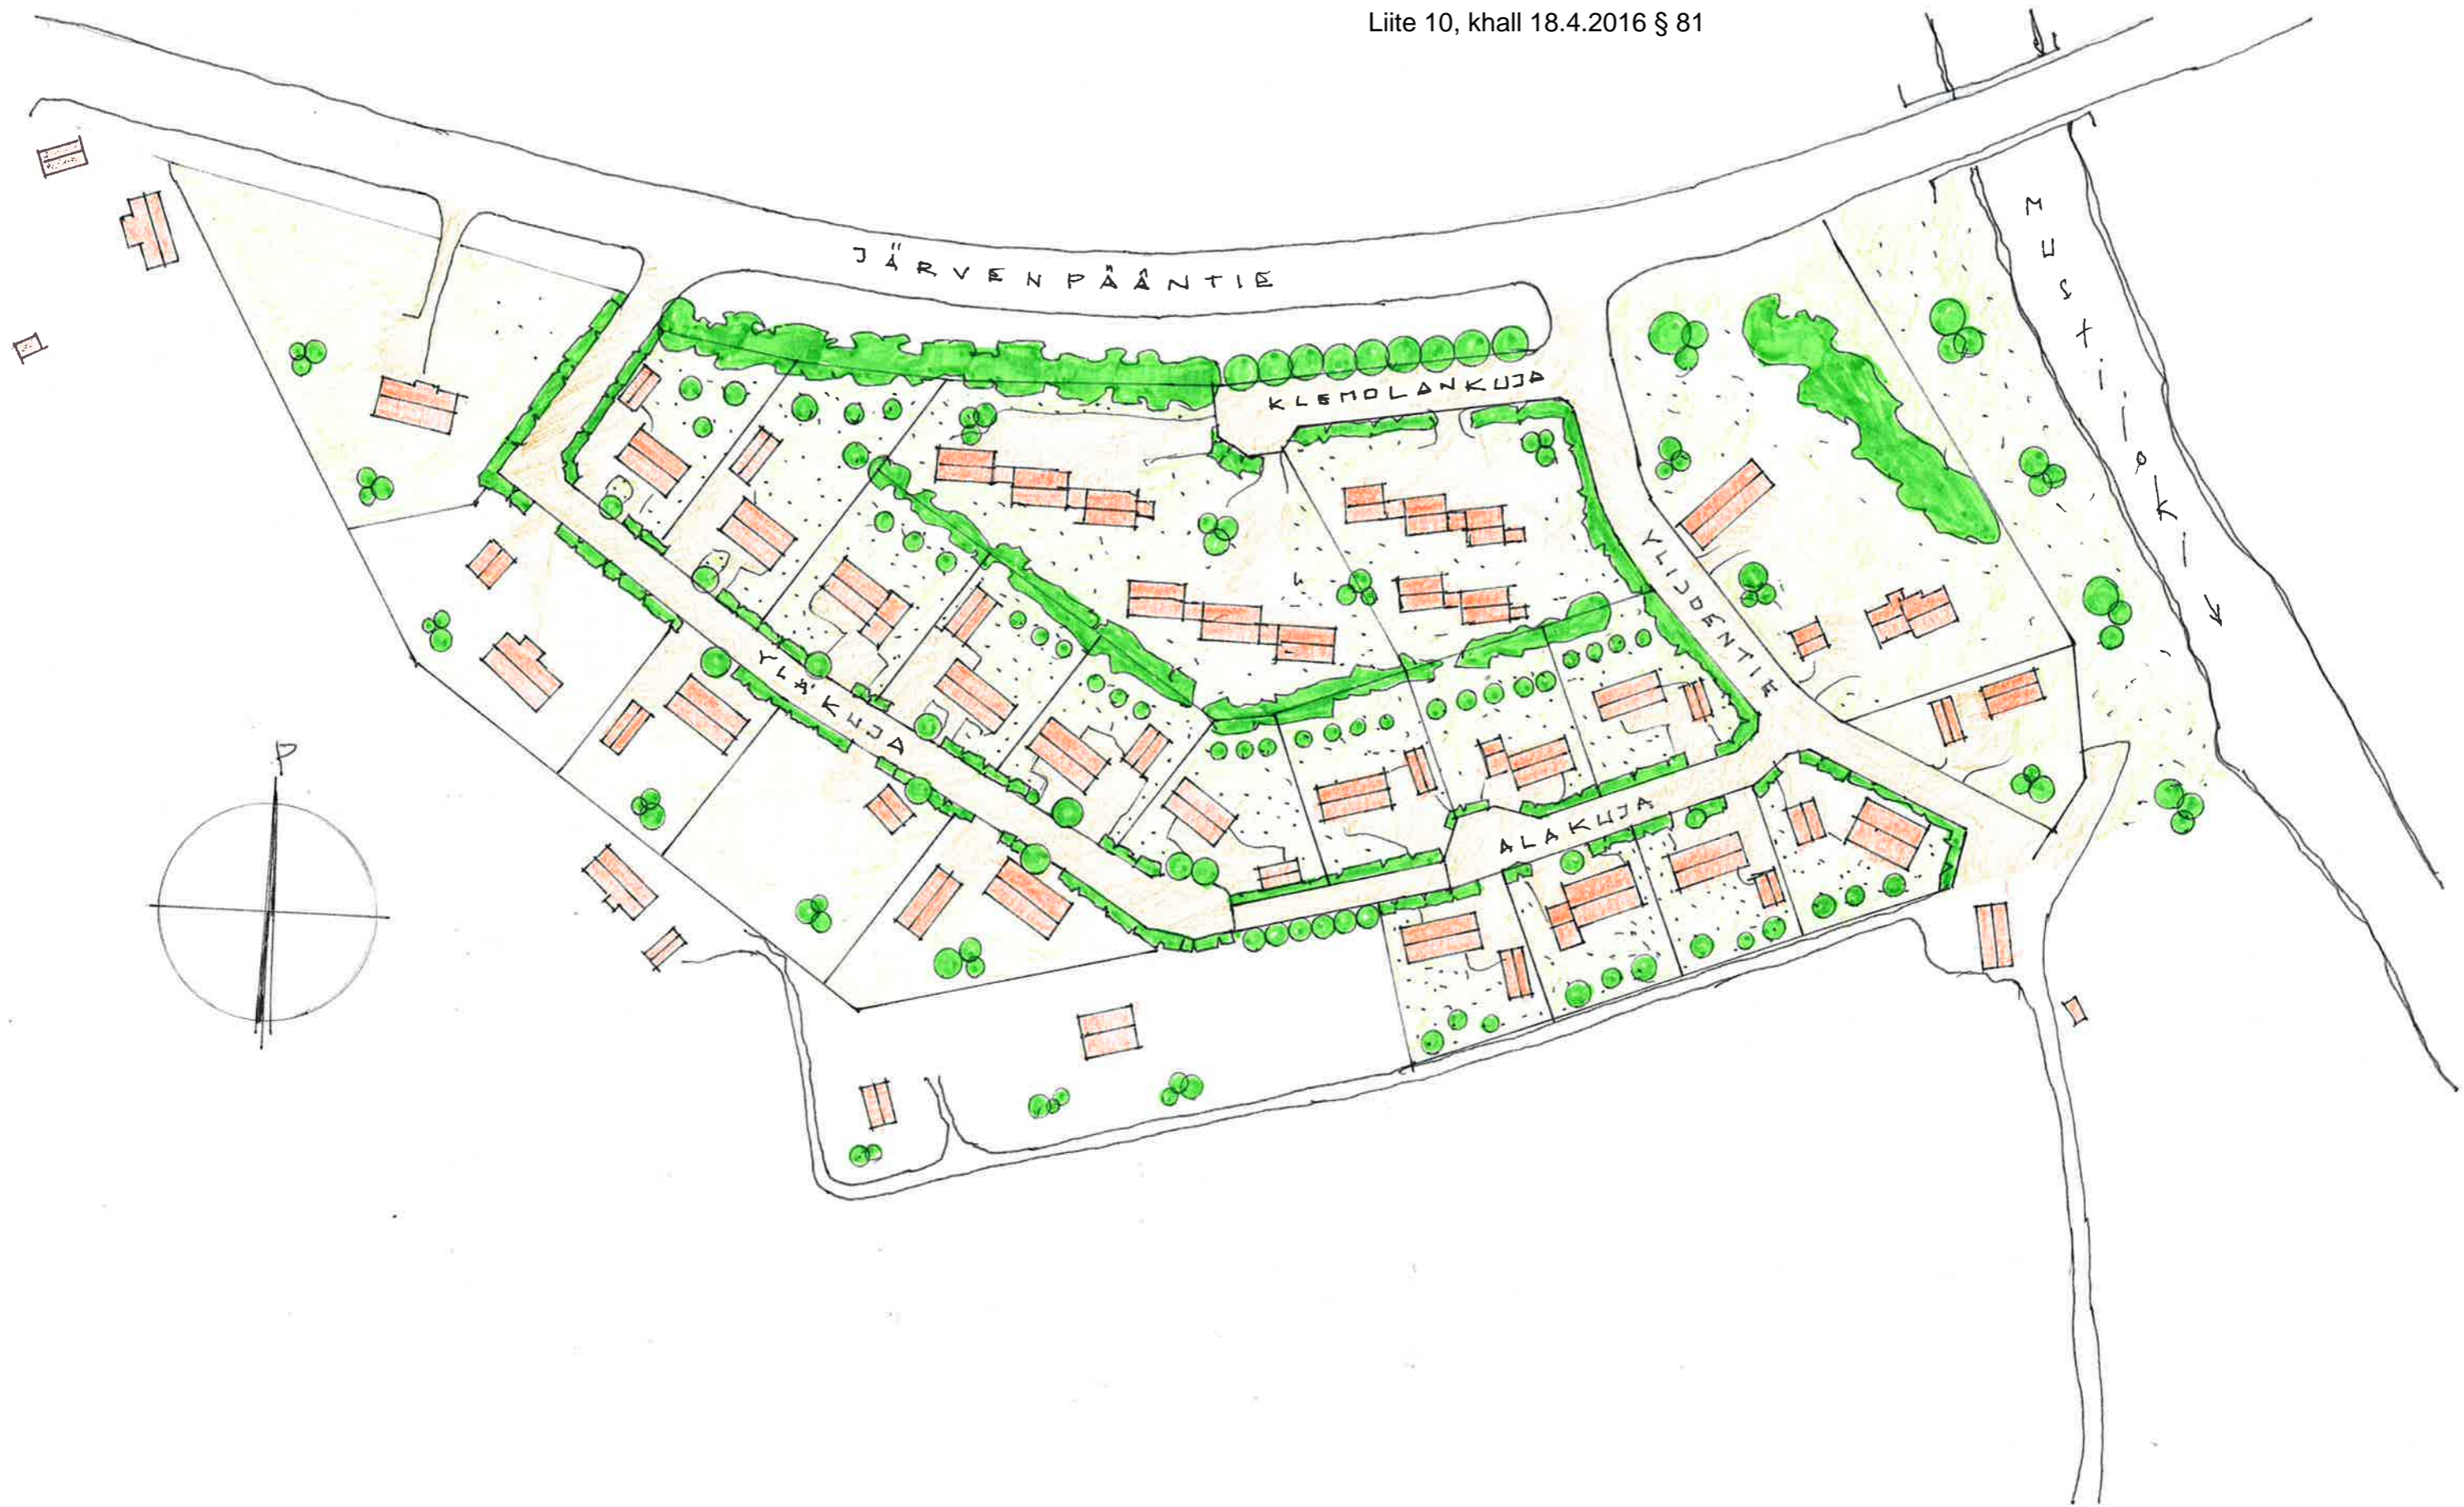 Liite 10, khall 18.4.2016 § 81
JÄRVENPÄÄNTIE
MUSTIJOKI
KLEMOLANKUJA
YLIJOENTIE
YLÄKUJA
ALAKUJA
P